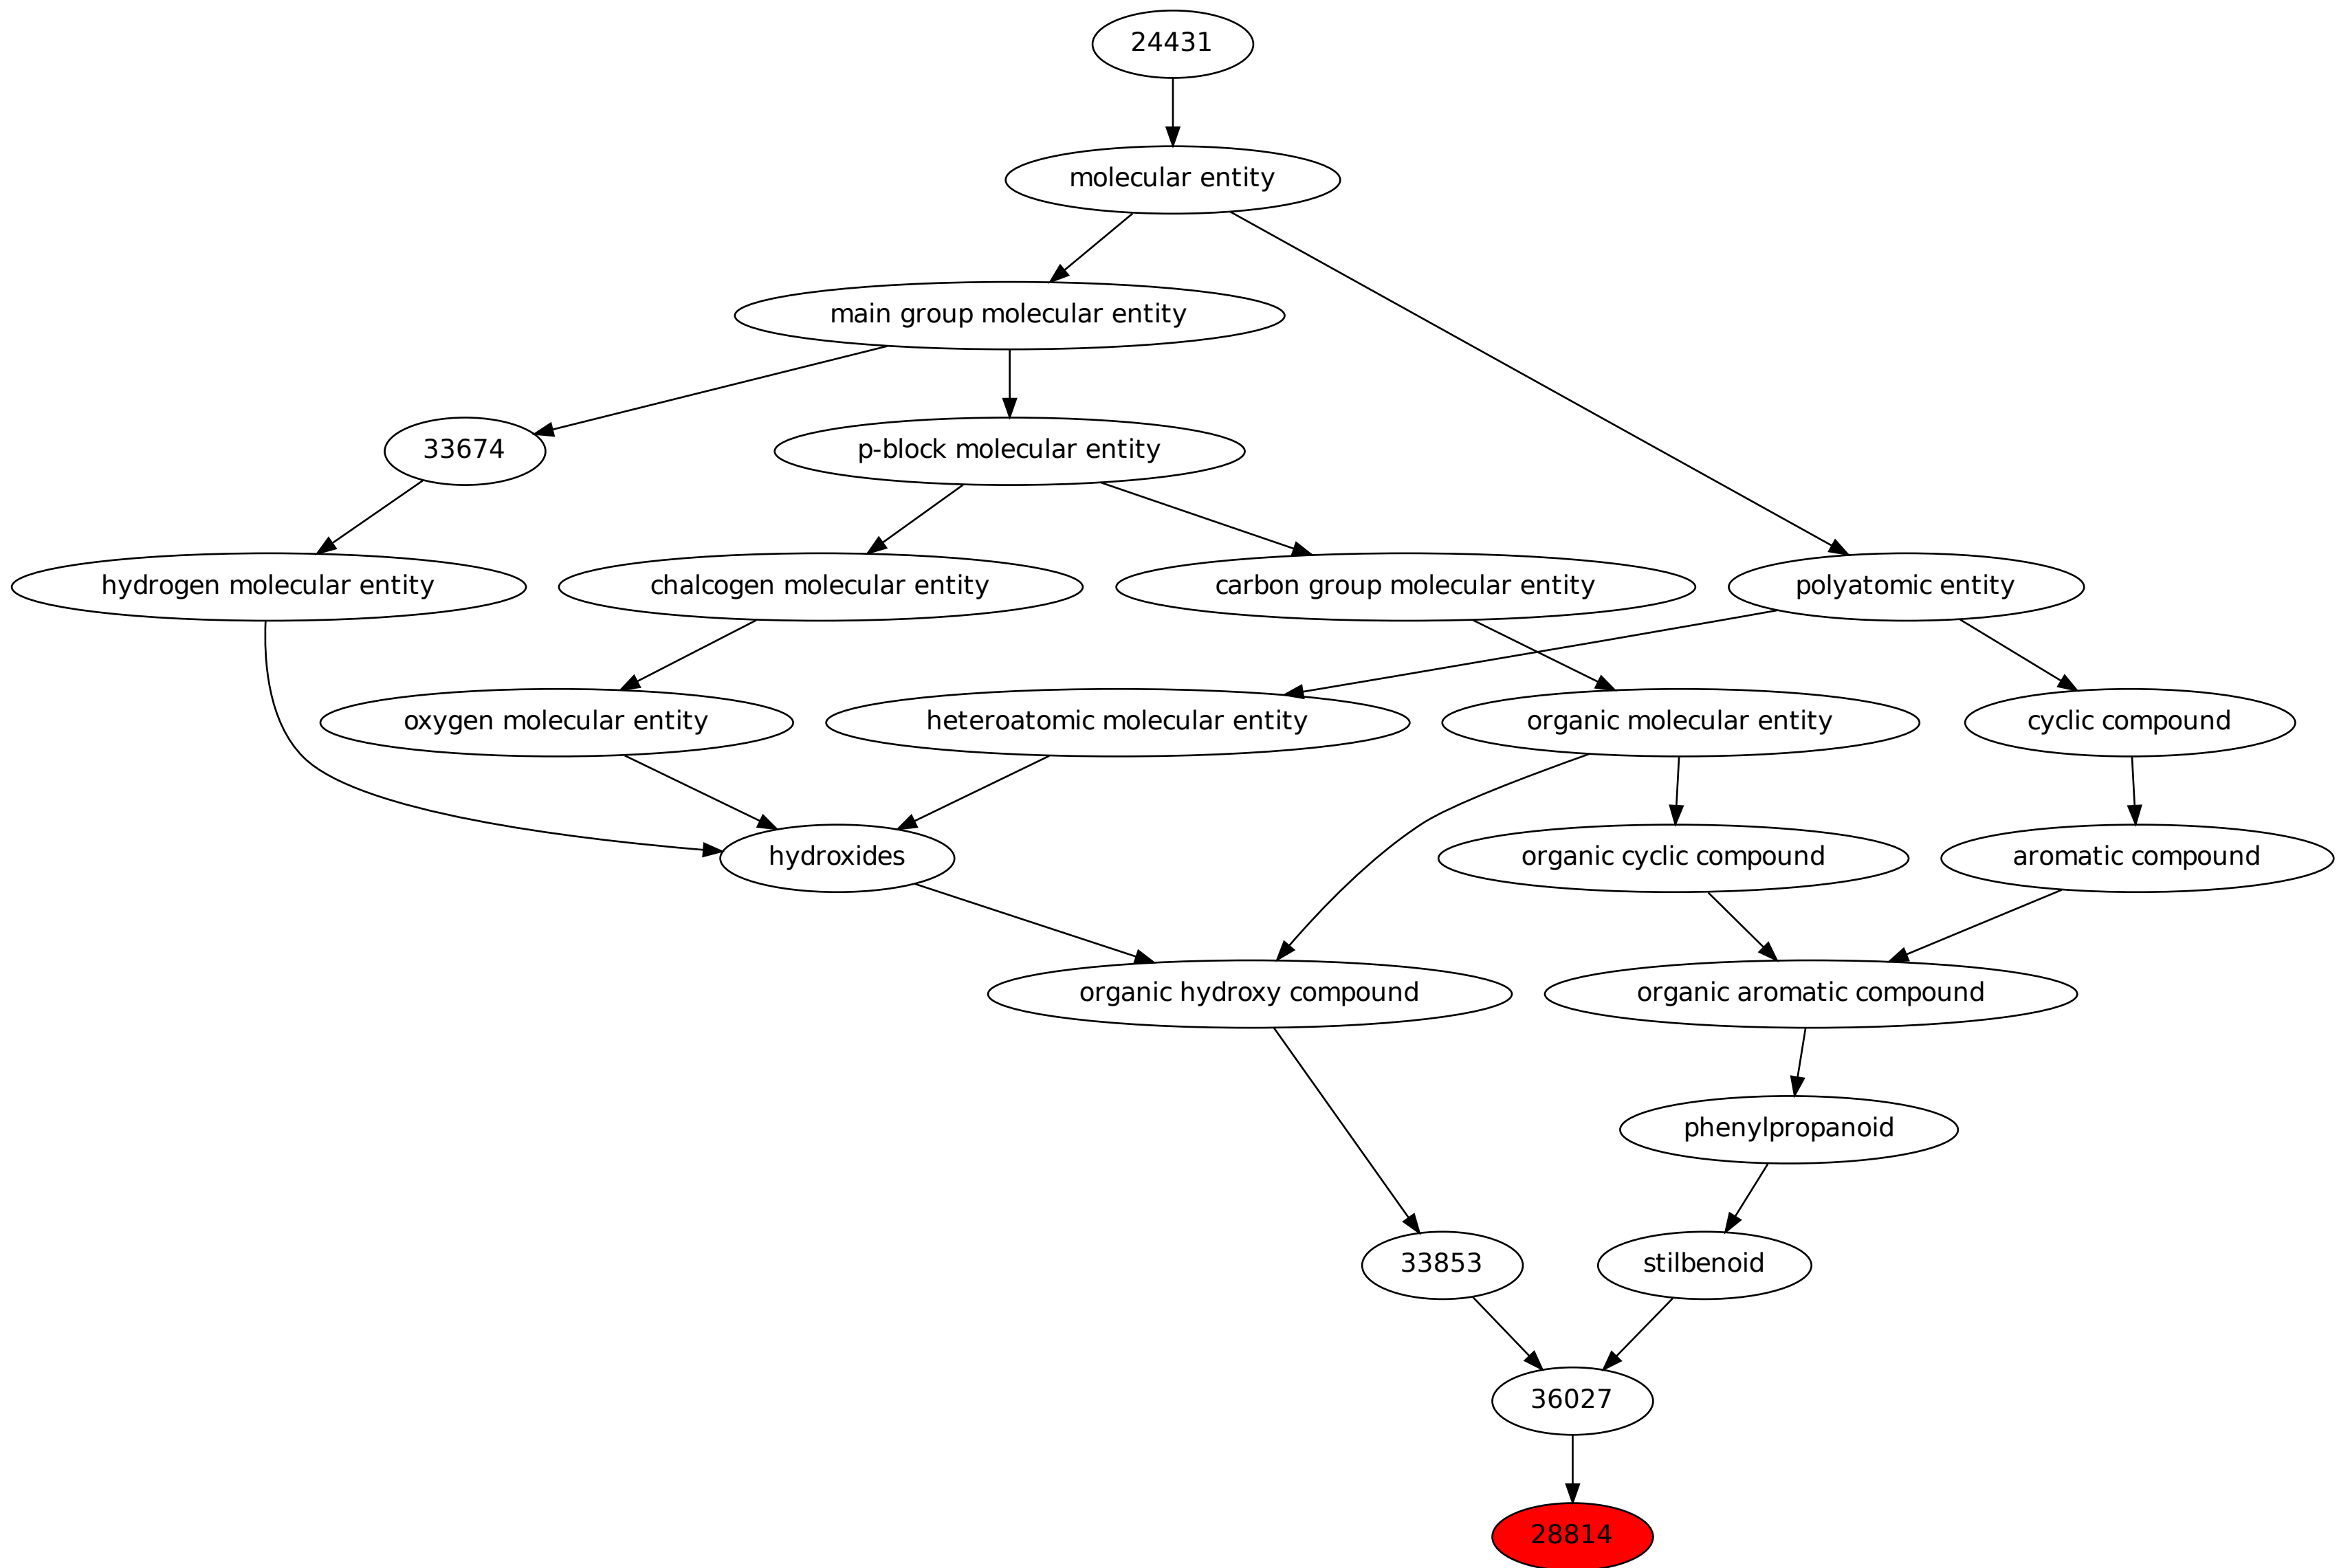 24431
molecular entity
main group molecular entity
33674
p-block molecular entity
hydrogen molecular entity
chalcogen molecular entity
carbon group molecular entity
polyatomic entity
oxygen molecular entity
heteroatomic molecular entity
organic molecular entity
cyclic compound
hydroxides
organic cyclic compound
aromatic compound
organic hydroxy compound
organic aromatic compound
phenylpropanoid
33853
stilbenoid
36027
28814